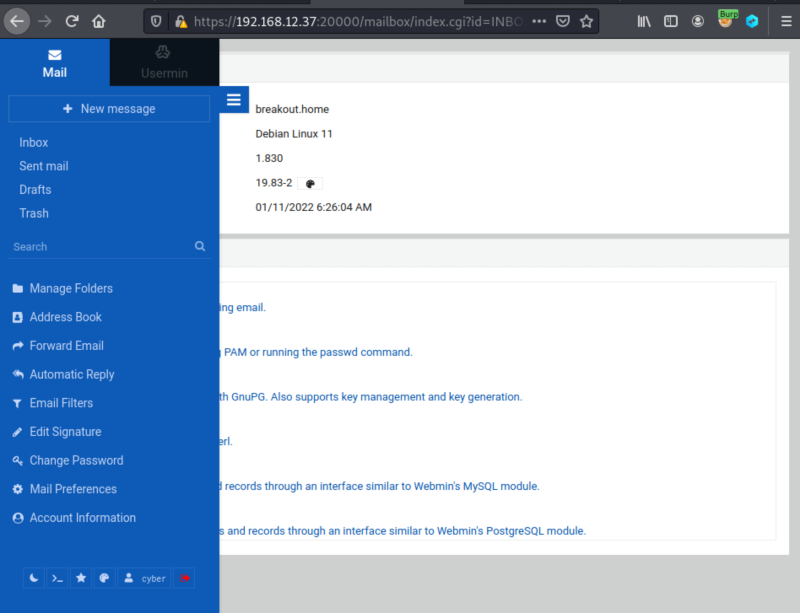 https://192.168.12.37:20000/mailbox/index.cgi?id=INBO
Burp
Mail
Usermin
+ New message
Inbox
Sent mail
Drafts
Trash
Search
Manage Folders
Address Book
Forward Email
Automatic Reply
Email Filters
Edit Signature
Change Password
Mail Preferences
Account Information
cyber
breakout.home
Debian Linux 11
1.830
19.83-2
01/11/2022 6:26:04 AM
ing email.
PAM or running the passwd command.
th GnuPG. Also supports key management and key generation.
erl.
d records through an interface similar to Webmin's MySQL module.
s and records through an interface similar to Webmin's PostgreSQL module.